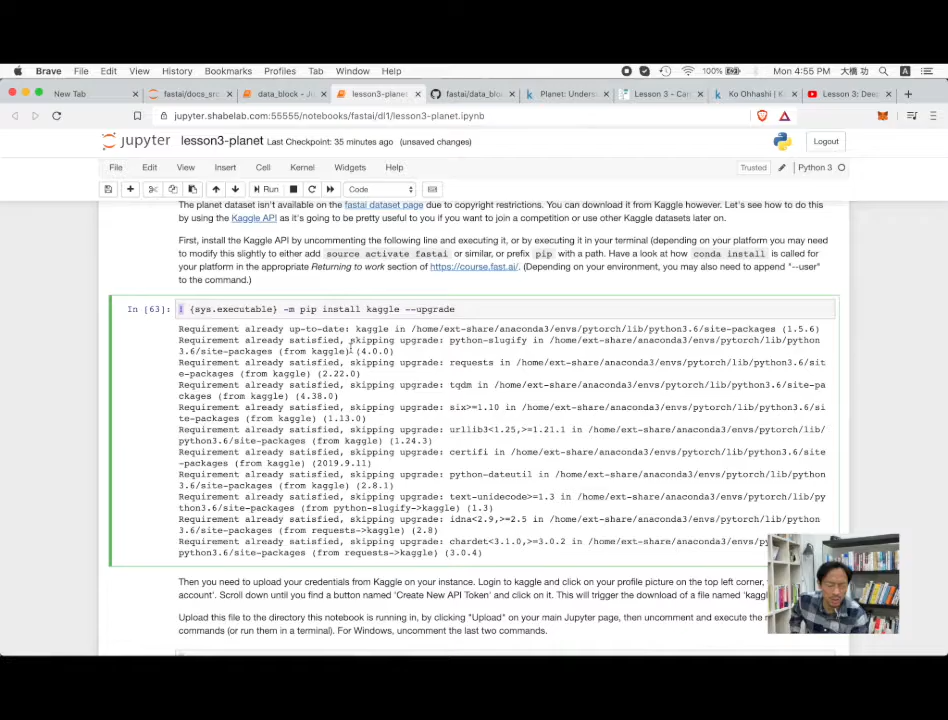 Brave File Edit View History Bookmarks Profiles Tab Window Help 100% Mon 4:55 PM 大橋 功 A
New Tab × fastai/docs_src × data_block - Ju × lesson3-planet × fastai/data_blo × Planet: Unders × Lesson 3 - Cam × Ko Ohhashi | K × Lesson 3: Deep × +
jupyter.shabelab.com:55555/notebooks/fastai/dl1/lesson3-planet.ipynb
jupyter lesson3-planet Last Checkpoint: 35 minutes ago (unsaved changes) Logout
File Edit View Insert Cell Kernel Widgets Help Trusted Python 3
Run Code
The planet dataset isn't available on the fastai dataset page due to copyright restrictions. You can download it from Kaggle however. Let's see how to do this
by using the Kaggle API as it's going to be pretty useful to you if you want to join a competition or use other Kaggle datasets later on.
First, install the Kaggle API by uncommenting the following line and executing it, or by executing it in your terminal (depending on your platform you may need
to modify this slightly to either add source activate fastai or similar, or prefix pip with a path. Have a look at how conda install is called for
your platform in the appropriate Returning to work section of https://course.fast.ai/. (Depending on your environment, you may also need to append "--user"
to the command.)
In [63]: ! {sys.executable} -m pip install kaggle --upgrade
Requirement already up-to-date: kaggle in /home/ext-share/anaconda3/envs/pytorch/lib/python3.6/site-packages (1.5.6)
Requirement already satisfied, skipping upgrade: python-slugify in /home/ext-share/anaconda3/envs/pytorch/lib/python
3.6/site-packages (from kaggle) (4.0.0)
Requirement already satisfied, skipping upgrade: requests in /home/ext-share/anaconda3/envs/pytorch/lib/python3.6/sit
e-packages (from kaggle) (2.22.0)
Requirement already satisfied, skipping upgrade: tqdm in /home/ext-share/anaconda3/envs/pytorch/lib/python3.6/site-pa
ckages (from kaggle) (4.38.0)
Requirement already satisfied, skipping upgrade: six>=1.10 in /home/ext-share/anaconda3/envs/pytorch/lib/python3.6/si
te-packages (from kaggle) (1.13.0)
Requirement already satisfied, skipping upgrade: urllib3<1.25,>=1.21.1 in /home/ext-share/anaconda3/envs/pytorch/lib/
python3.6/site-packages (from kaggle) (1.24.3)
Requirement already satisfied, skipping upgrade: certifi in /home/ext-share/anaconda3/envs/pytorch/lib/python3.6/site
-packages (from kaggle) (2019.9.11)
Requirement already satisfied, skipping upgrade: python-dateutil in /home/ext-share/anaconda3/envs/pytorch/lib/python
3.6/site-packages (from kaggle) (2.8.1)
Requirement already satisfied, skipping upgrade: text-unidecode>=1.3 in /home/ext-share/anaconda3/envs/pytorch/lib/py
thon3.6/site-packages (from python-slugify->kaggle) (1.3)
Requirement already satisfied, skipping upgrade: idna<2.9,>=2.5 in /home/ext-share/anaconda3/envs/pytorch/lib/python
3.6/site-packages (from requests->kaggle) (2.8)
Requirement already satisfied, skipping upgrade: chardet<3.1.0,>=3.0.2 in /home/ext-share/anaconda3/envs/pytorch/lib/
python3.6/site-packages (from requests->kaggle) (3.0.4)
Then you need to upload your credentials from Kaggle on your instance. Login to kaggle and click on your profile picture on the top left corner,
account'. Scroll down until you find a button named 'Create New API Token' and click on it. This will trigger the download of a file named 'kaggl
Upload this file to the directory this notebook is running in, by clicking "Upload" on your main Jupyter page, then uncomment and execute the
commands (or run them in a terminal). For Windows, uncomment the last two commands.